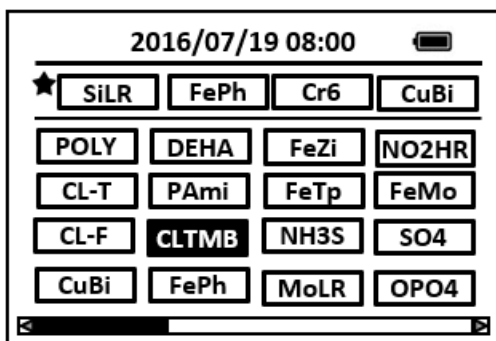 2016/07/19 08:00
SiLR FePh Cr6 CuBi
POLY DEHA FeZi NO2HR
CL-T PAmi FeTp FeMo
CL-F CLTMB NH3S SO4
CuBi FePh MoLR OPO4